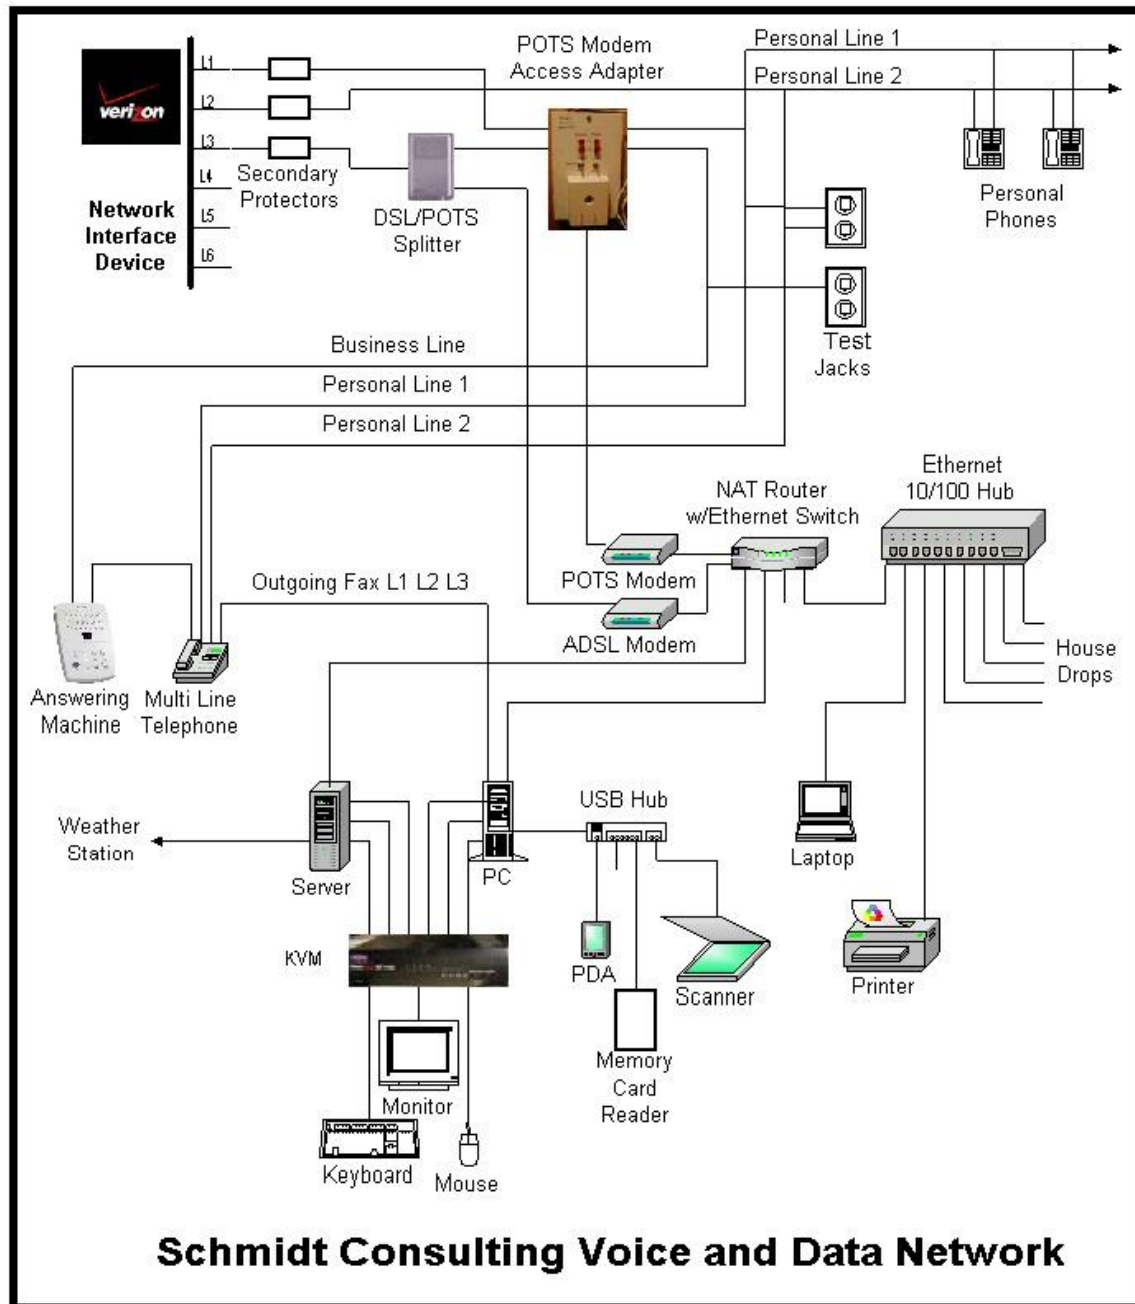 POTS Modem
Access Adapter
Personal Line 1
Personal Line 2
verizon
L1
L2
L3
L4
L5
L6
Network
Interface
Device
Secondary
Protectors
DSL/POTS
Splitter
Personal
Phones
Test
Jacks
Business Line
Personal Line 1
Personal Line 2
Ethernet
10/100 Hub
NAT Router
w/Ethernet Switch
POTS Modem
ADSL Modem
Outgoing Fax L1 L2 L3
House
Drops
Answering
Machine
Multi Line
Telephone
Weather
Station
Server
PC
USB Hub
Laptop
KVM
PDA
Scanner
Printer
Memory
Card
Reader
Monitor
Keyboard
Mouse
Schmidt Consulting Voice and Data Network